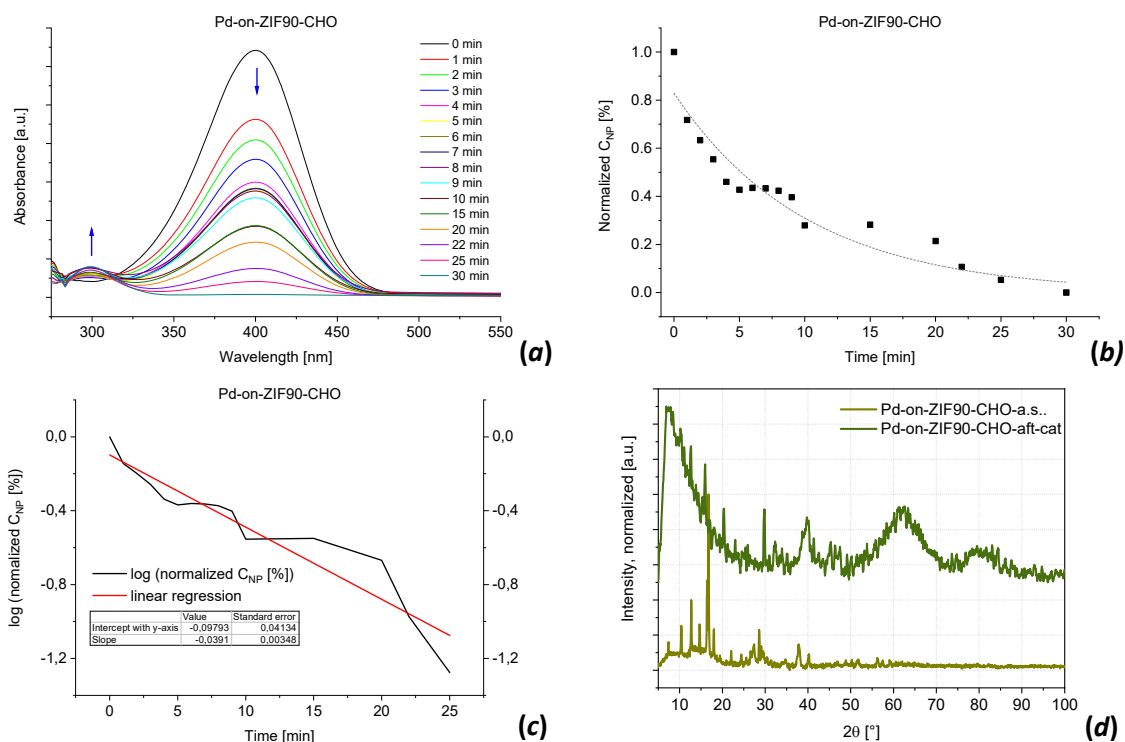 Pd-on-ZIF90-CHO
Absorbance [a.u.]
0 min
1 min
2 min
3 min
4 min
5 min
6 min
7 min
8 min
9 min
10 min
15 min
20 min
22 min
25 min
30 min
300 350 400 450 500 550
Wavelength [nm]
(a)
Pd-on-ZIF90-CHO
Normalized C_NP [%]
1.0
0.8
0.6
0.4
0.2
0.0
0 5 10 15 20 25 30
Time [min]
(b)
Pd-on-ZIF90-CHO
log (normalized C_NP [%])
0,0 0,0
-0,4 -0,4
-0,8 -0,8
-1,2 -1,2
log (normalized C_NP [%])
linear regression
Value Standard error
Intercept with y-axis -0,09793 0,04134
Slope -0,0391 0,00348
0 5 10 15 20 25
Time [min]
(c)
Intensity, normalized [a.u.]
Pd-on-ZIF90-CHO-a.s..
Pd-on-ZIF90-CHO-aft-cat
10 20 30 40 50 60 70 80 90 100
2θ [°]
(d)